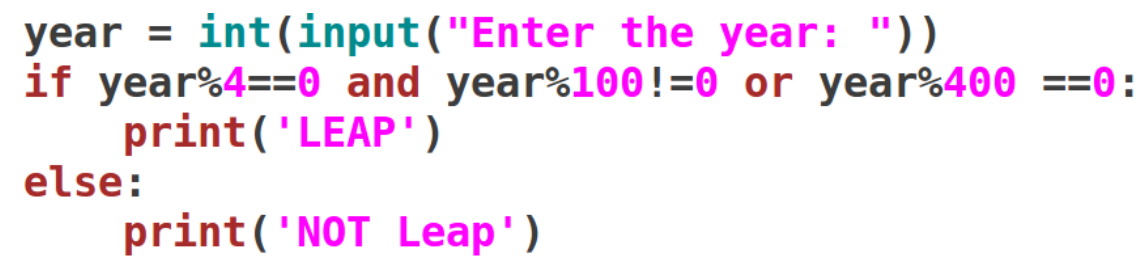 year = int(input("Enter the year: "))
if year%4==0 and year%100!=0 or year%400 ==0:
    print('LEAP')
else:
    print('NOT Leap')